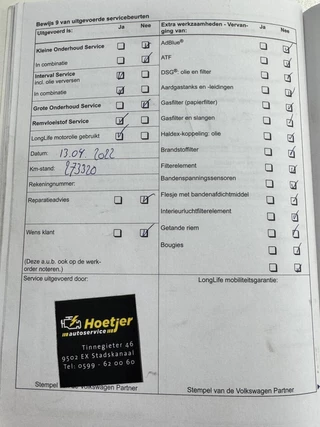 Bewijs 9 van uitgevoerde servicebeurten
Uitgevoerd is: Ja Nee
Kleine Onderhoud Service
In combinatie
Interval Service
incl. olie verversen
In combinatie
Grote Onderhoud Service
Remvloeistof Service
LongLife motorolie gebruikt
Datum: 13.04.2022
Km-stand: 273320
Rekeningnummer:
Reparatieadvies
Wens klant
(Deze a.u.b. ook op de werk-
order noteren.)
Service uitgevoerd door:
Hoetjer
autoservice
Tinnegieter 46
9502 EX Stadskanaal
Tel: 0599 - 62 00 60
Stempel van de Volkswagen Partner
Extra werkzaamheden - Vervan-
ging van: Ja Nee
AdBlue®
ATF
DSG®: olie en filter
Aardgastanks en -leidingen
Gasfilter (papierfilter)
Gasfilter en slangen
Haldex-koppeling: olie
Brandstoffilter
Filterelement
Bandenspanningssensoren
Flesje met bandenafdichtmiddel
Interieurluchtfilterelement
Getande riem
Bougies
LongLife mobiliteitsgarantie:
Stempel van de Volkswagen Partner